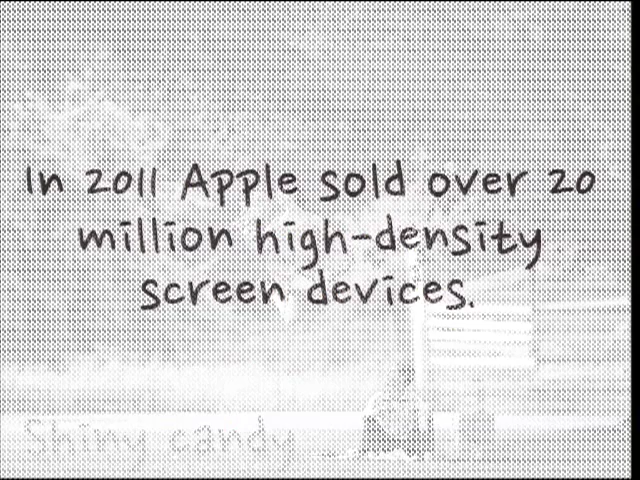 In 2011 Apple sold over 20
million high-density
screen devices.
Shiny candy